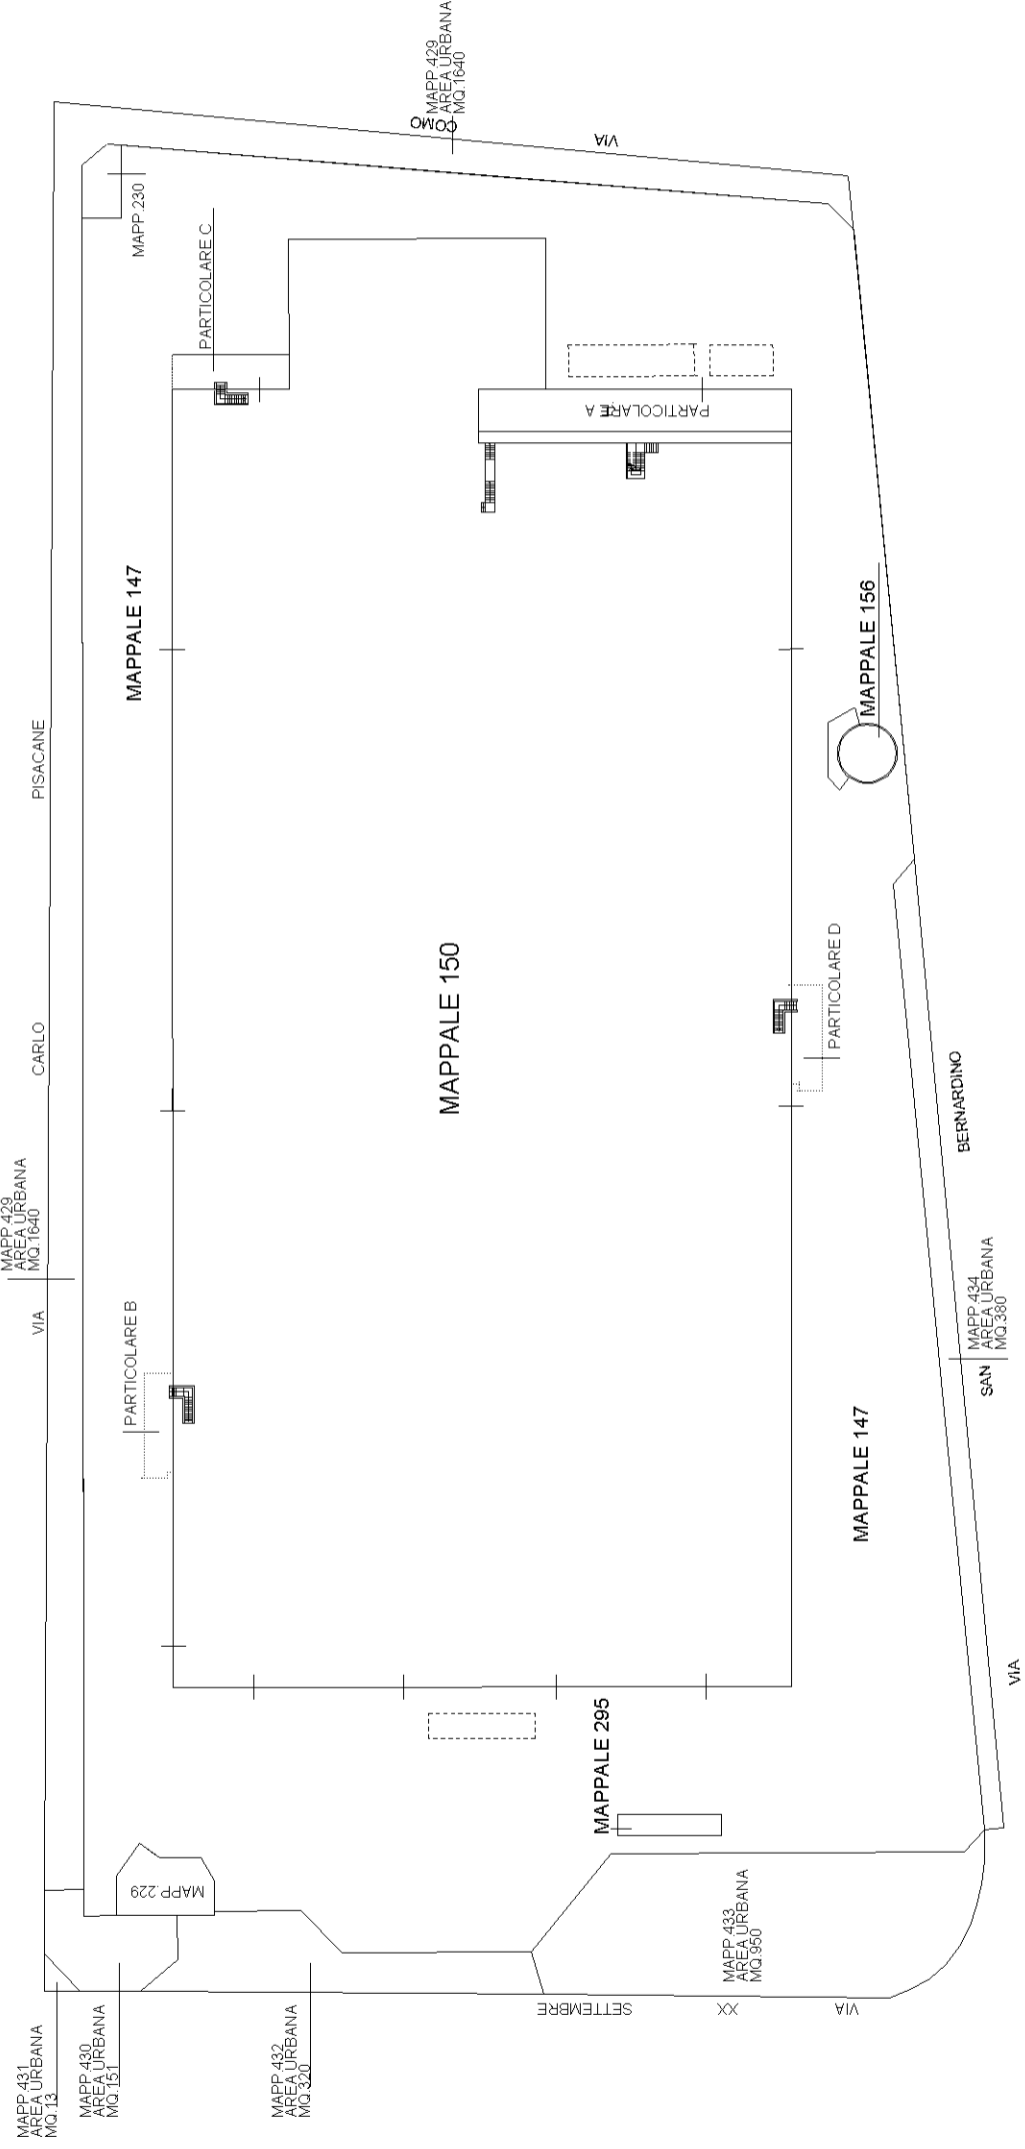 MAPP.429
AREA URBANA
MQ.1640
COMO
VIA
MAPP.230
PARTICOLARE C
PARTICOLARE A
MAPPALE 147
MAPPALE 156
PISACANE
CARLO
VIA
MAPPALE 150
PARTICOLARE D
BERNARDINO
MAPP.429
AREA URBANA
MQ.1640
PARTICOLARE B
MAPP.434
AREA URBANA
MQ.380
SAN
VIA
MAPPALE 147
MAPPALE 295
MAPP.229
MAPP.433
AREA URBANA
MQ.950
SETTEMBRE
XX
VIA
MAPP.431
AREA URBANA
MQ.13
MAPP.430
AREA URBANA
MQ.151
MAPP.432
AREA URBANA
MQ.320